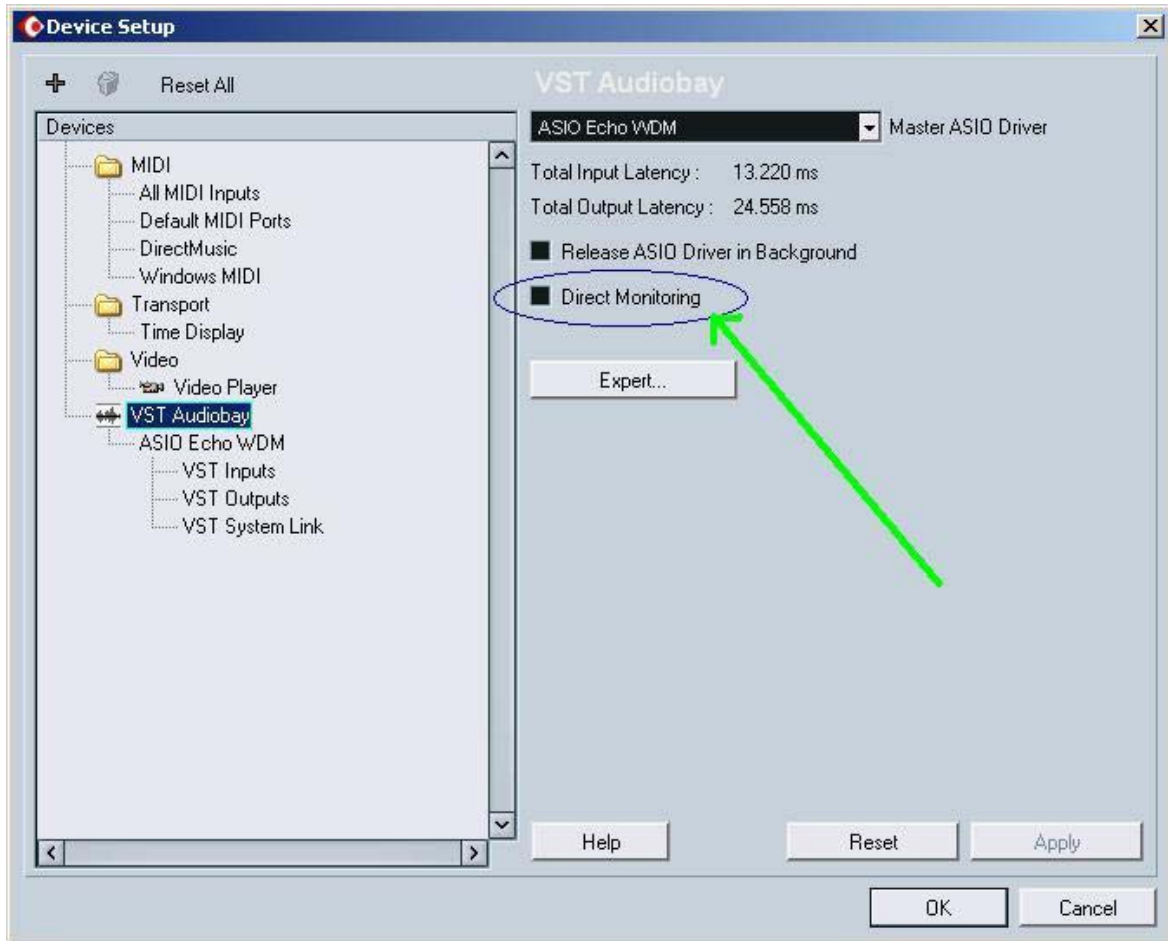 Device Setup
Reset All
Devices
MIDI
All MIDI Inputs
Default MIDI Ports
DirectMusic
Windows MIDI
Transport
Time Display
Video
Video Player
VST Audiobay
ASIO Echo WDM
VST Inputs
VST Outputs
VST System Link
VST Audiobay
ASIO Echo WDM Master ASIO Driver
Total Input Latency : 13.220 ms
Total Output Latency : 24.558 ms
Release ASIO Driver in Background
Direct Monitoring
Expert...
Help Reset Apply
OK Cancel